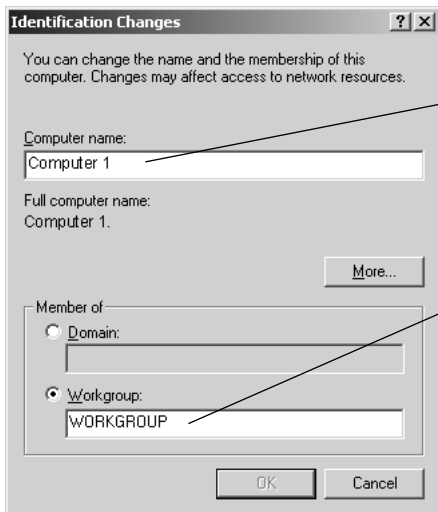 Identification Changes
You can change the name and the membership of this
computer. Changes may affect access to network resources.
Computer name:
Computer 1
Full computer name:
Computer 1.
More...
Member of
Domain:
Workgroup:
WORKGROUP
OK
Cancel